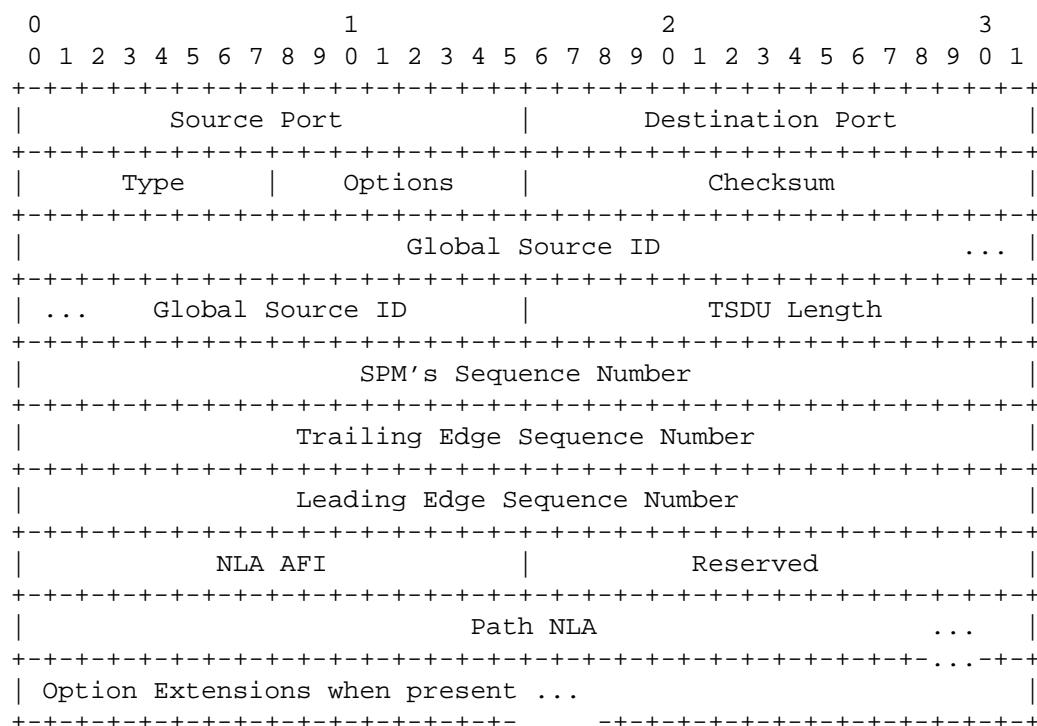 0                   1                   2                   3
 0 1 2 3 4 5 6 7 8 9 0 1 2 3 4 5 6 7 8 9 0 1 2 3 4 5 6 7 8 9 0 1
+-+-+-+-+-+-+-+-+-+-+-+-+-+-+-+-+-+-+-+-+-+-+-+-+-+-+-+-+-+-+-+-+
|         Source Port           |       Destination Port        |
+-+-+-+-+-+-+-+-+-+-+-+-+-+-+-+-+-+-+-+-+-+-+-+-+-+-+-+-+-+-+-+-+
|      Type     |    Options    |           Checksum            |
+-+-+-+-+-+-+-+-+-+-+-+-+-+-+-+-+-+-+-+-+-+-+-+-+-+-+-+-+-+-+-+-+
|                        Global Source ID                   ... |
+-+-+-+-+-+-+-+-+-+-+-+-+-+-+-+-+-+-+-+-+-+-+-+-+-+-+-+-+-+-+-+-+
| ...    Global Source ID       |           TSDU Length         |
+-+-+-+-+-+-+-+-+-+-+-+-+-+-+-+-+-+-+-+-+-+-+-+-+-+-+-+-+-+-+-+-+
|                     SPM's Sequence Number                     |
+-+-+-+-+-+-+-+-+-+-+-+-+-+-+-+-+-+-+-+-+-+-+-+-+-+-+-+-+-+-+-+-+
|                 Trailing Edge Sequence Number                 |
+-+-+-+-+-+-+-+-+-+-+-+-+-+-+-+-+-+-+-+-+-+-+-+-+-+-+-+-+-+-+-+-+
|                 Leading Edge Sequence Number                  |
+-+-+-+-+-+-+-+-+-+-+-+-+-+-+-+-+-+-+-+-+-+-+-+-+-+-+-+-+-+-+-+-+
|            NLA AFI            |          Reserved             |
+-+-+-+-+-+-+-+-+-+-+-+-+-+-+-+-+-+-+-+-+-+-+-+-+-+-+-+-+-+-+-+-+
|                            Path NLA                     ...   |
+-+-+-+-+-+-+-+-+-+-+-+-+-+-+-+-+-+-+-+-+-+-+-+-+-+-+-+-+-...-+-+
| Option Extensions when present ...                            |
+-+-+-+-+-+-+-+-+-+-+-+-+-+-+-+-     -+-+-+-+-+-+-+-+-+-+-+-+-+-+